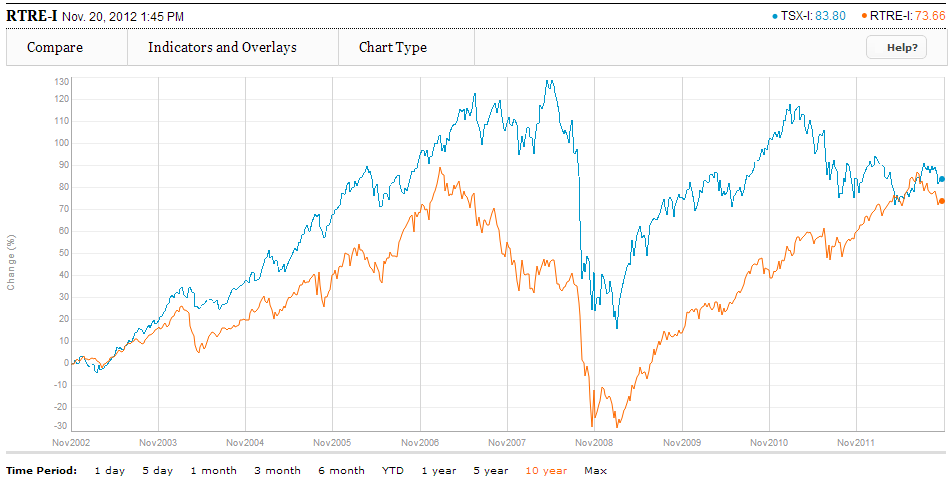 RTRE-I Nov. 20, 2012 1:45 PM
TSX-I: 83.80 RTRE-I: 73.66
Compare Indicators and Overlays Chart Type Help?
130
120
110
100
90
80
70
60
50
40
30
20
10
0
-10
-20
-30
Change (%)
Nov2002 Nov2003 Nov2004 Nov2005 Nov2006 Nov2007 Nov2008 Nov2009 Nov2010 Nov2011
Time Period: 1 day 5 day 1 month 3 month 6 month YTD 1 year 5 year 10 year Max